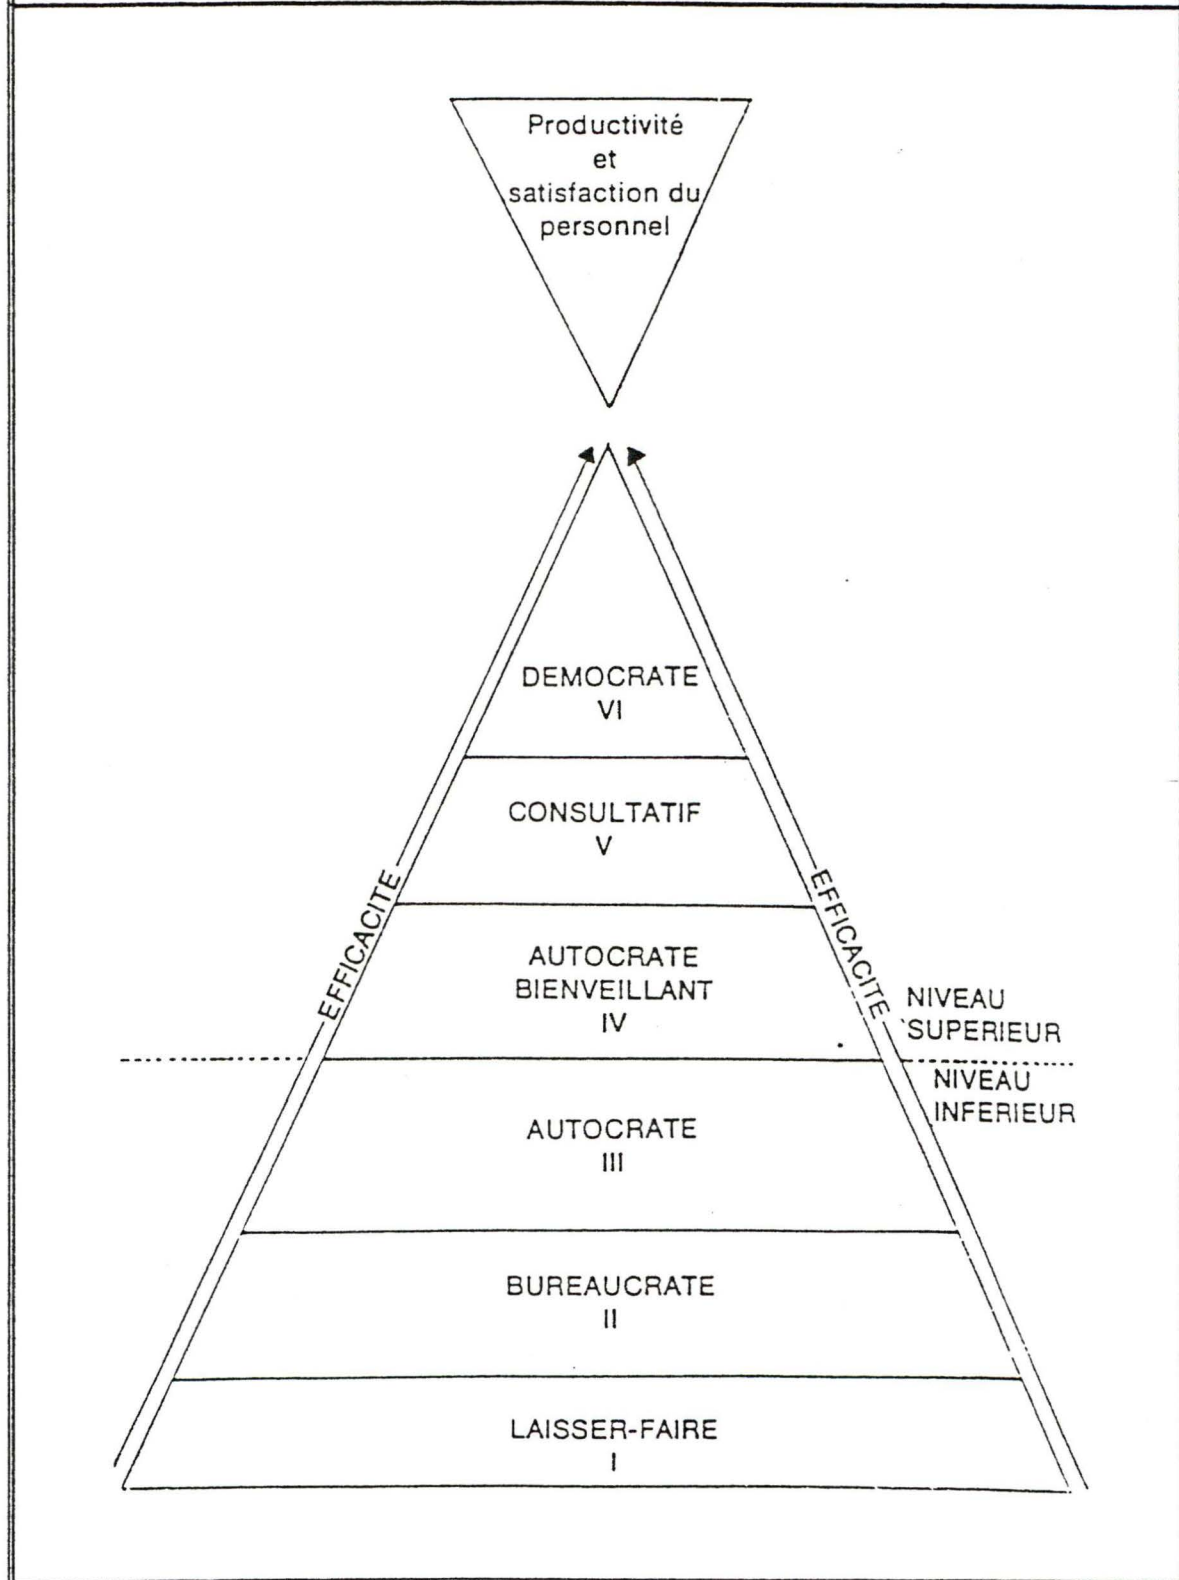 Productivité
et
satisfaction du
personnel
DEMOCRATE
VI
CONSULTATIF
V
EFFICACITE
EFFICACITE
AUTOCRATE
BIENVEILLANT
IV
NIVEAU
SUPERIEUR
NIVEAU
INFERIEUR
AUTOCRATE
III
BUREAUCRATE
II
LAISSER-FAIRE
I